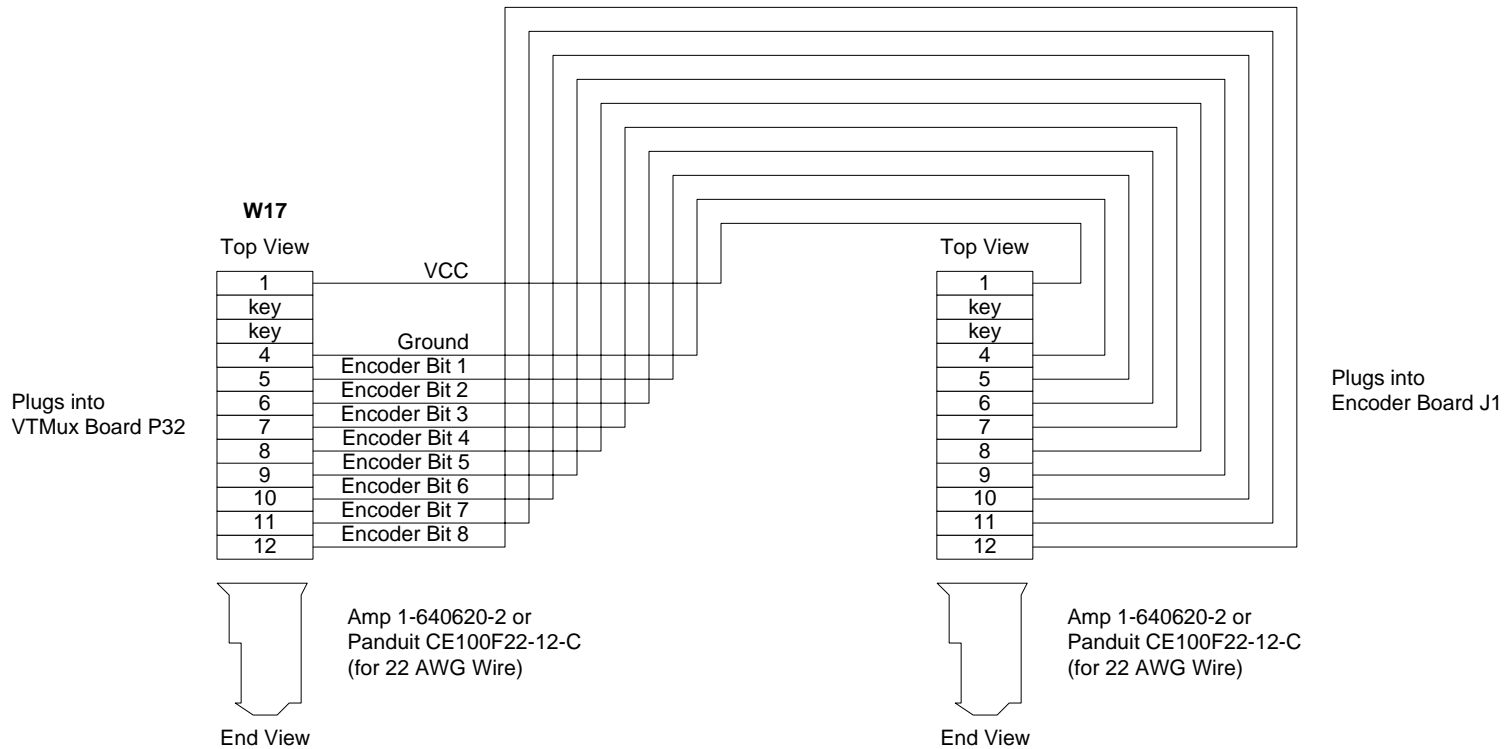 W17
Top View
1
key
key
4
5
6
7
8
9
10
11
12
VCC
Ground
Encoder Bit 1
Encoder Bit 2
Encoder Bit 3
Encoder Bit 4
Encoder Bit 5
Encoder Bit 6
Encoder Bit 7
Encoder Bit 8
Plugs into
VTMux Board P32
Amp 1-640620-2 or
Panduit CE100F22-12-C
(for 22 AWG Wire)
End View
Top View
1
key
key
4
5
6
7
8
9
10
11
12
Plugs into
Encoder Board J1
Amp 1-640620-2 or
Panduit CE100F22-12-C
(for 22 AWG Wire)
End View